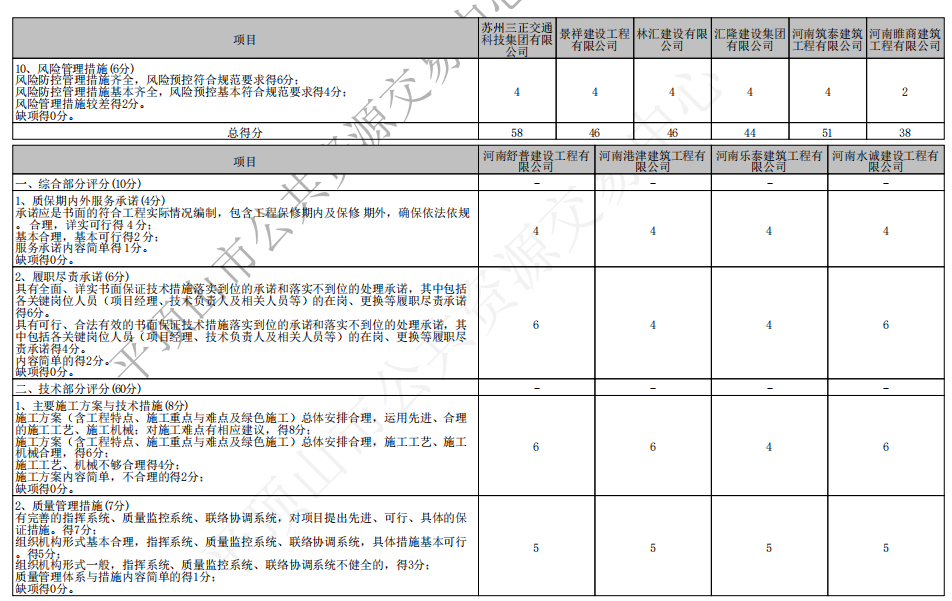 项目
苏州三正交通
科技集团有限
公司
景祥建设工程
有限公司
林汇建设有限
公司
汇隆建设集团
有限公司
河南筑泰建筑
工程有限公司
河南睢商建筑
工程有限公司
10、风险管理措施(6分)
风险防控管理措施齐全，风险预控符合规范要求得6分；
风险防控管理措施基本齐全，风险预控基本符合规范要求得4分；
风险管理措施较差得2分。
缺项得0分。
4 4 4 4 4 2
总得分 58 46 46 44 51 38
项目
河南舒普建设工程有
限公司
河南港津建筑工程有
限公司
河南乐泰建筑工程有
限公司
河南水诚建设工程有
限公司
一、综合部分评分(10分) - - - -
1、质保期内外服务承诺(4分)
承诺应是书面的符合工程实际情况编制，包含工程保修期内及保修 期外，确保依法依规
。合理，详实可行得 4 分；
基本合理，基本可行得2 分；
服务承诺内容简单得 1分。
缺项得0分。
4 4 4 4
2、履职尽责承诺(6分)
具有全面、详实书面保证技术措施落实到位的承诺和落实不到位的处理承诺，其中包括
各关键岗位人员（项目经理、技术负责人及相关人员等）的在岗、更换等履职尽责承诺
得6分。
具有可行、合法有效的书面保证技术措施落实到位的承诺和落实不到位的处理承诺，其
中包括各关键岗位人员（项目经理、技术负责人及相关人员等）的在岗、更换等履职尽
责承诺得4分。
内容简单的得2分。
缺项得0分。
6 4 4 6
二、技术部分评分(60分) - - - -
1、主要施工方案与技术措施(8分)
施工方案（含工程特点、施工重点与难点及绿色施工）总体安排合理，运用先进、合理
的施工工艺、施工机械；对施工难点有相应建议，得8分；
施工方案（含工程特点、施工重点与难点及绿色施工）总体安排合理，施工工艺、施工
机械合理，得6分；
施工工艺、机械不够合理得4分；
施工方案内容简单，不合理的得2分；
缺项得0分。
6 6 4 6
2、质量管理措施(7分)
有完善的指挥系统、质量监控系统、联络协调系统，对项目提出先进、可行、具体的保
证措施。得7分；
组织机构形式基本合理，指挥系统、质量监控系统、联络协调系统，具体措施基本可行
。得5分；
组织机构形式一般，指挥系统、质量监控系统、联络协调系统不健全的，得3分；
质量管理体系与措施内容简单的得1分；
缺项得0分。
5 5 5 5
平顶山市公共资源交易中心
平顶山市公共资源交易中心